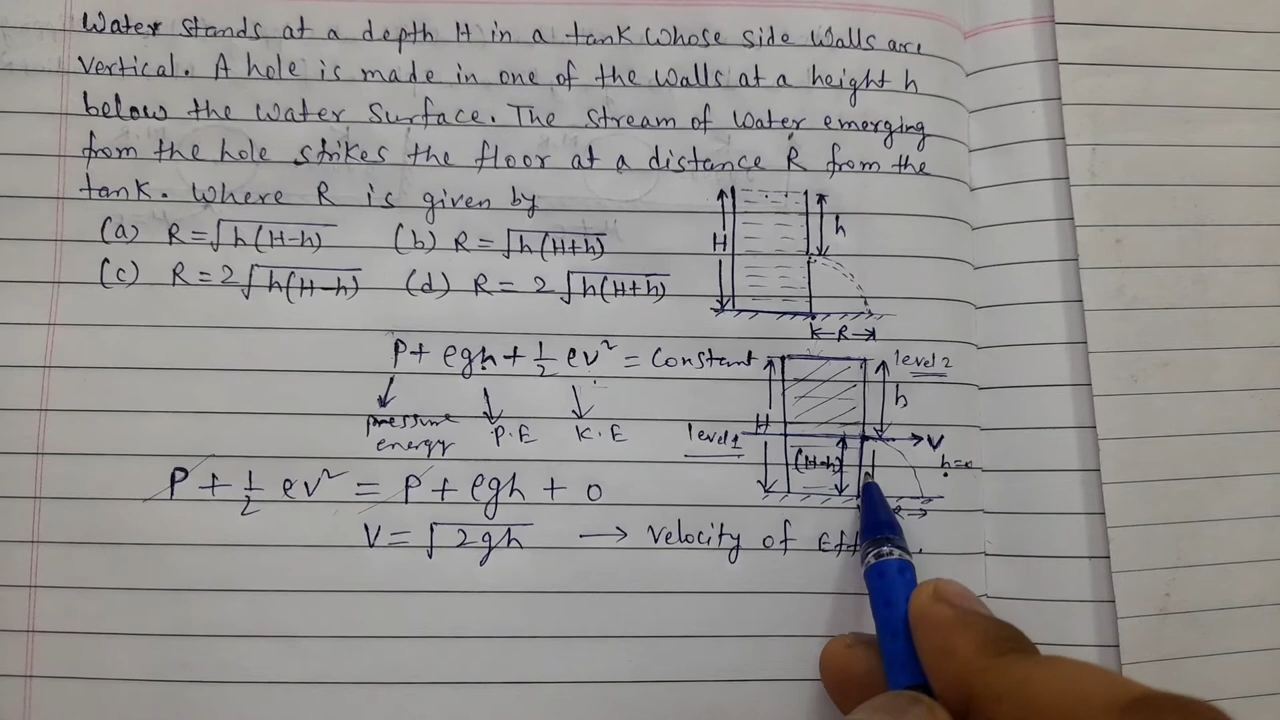 Water stands at a depth H in a tank whose side walls are
vertical. A hole is made in one of the walls at a height h
below the water surface. The stream of water emerging
from the hole strikes the floor at a distance R from the
tank. Where R is given by
(a) R=√h(H-h) (b) R=√h(H+h)
(c) R=2√h(H-h) (d) R= 2√h(H+h)
H
h
R
P+ ρgh + 1/2 ρv² = Constant
pressure energy
P.E
K.E
level 2
H
h
level 1
V
(H-h)
R
P + 1/2 ρv² = P + ρgh + 0
V = √2gh → velocity of